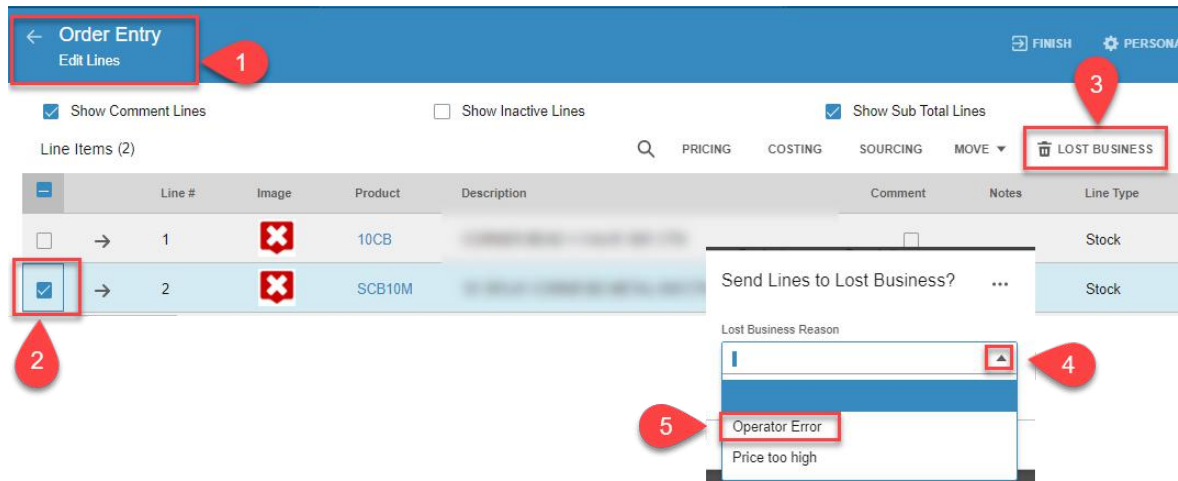 Order Entry
Edit Lines
1
FINISH
PERSONA
3
Show Comment Lines
Show Inactive Lines
Show Sub Total Lines
Line Items (2)
PRICING
COSTING
SOURCING
MOVE
LOST BUSINESS
Line #
Image
Product
Description
Comment
Notes
Line Type
1
10CB
Stock
2
SCB10M
Stock
2
Send Lines to Lost Business?
...
Lost Business Reason
4
5
Operator Error
Price too high